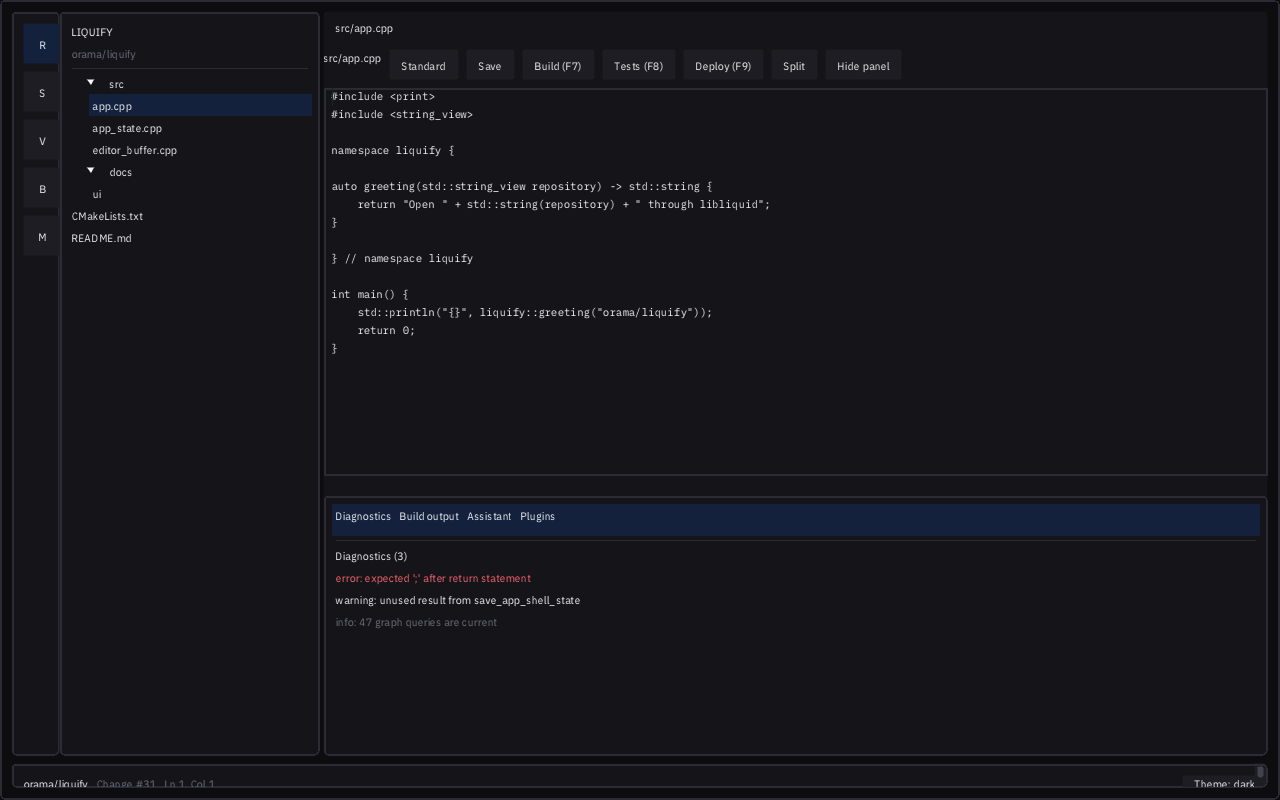 R
S
V
B
M
LIQUIFY
orama/liquify
src
app.cpp
app_state.cpp
editor_buffer.cpp
docs
ui
CMakeLists.txt
README.md
src/app.cpp
src/app.cpp Standard Save Build (F7) Tests (F8) Deploy (F9) Split Hide panel
#include <print>
#include <string_view>
namespace liquify {
auto greeting(std::string_view repository) -> std::string {
    return "Open " + std::string(repository) + " through libliquid";
}
} // namespace liquify
int main() {
    std::println("{}", liquify::greeting("orama/liquify"));
    return 0;
}
Diagnostics Build output Assistant Plugins
Diagnostics (3)
error: expected ';' after return statement
warning: unused result from save_app_shell_state
info: 47 graph queries are current
orama/liquify Change #31 Ln 1, Col 1 Theme: dark